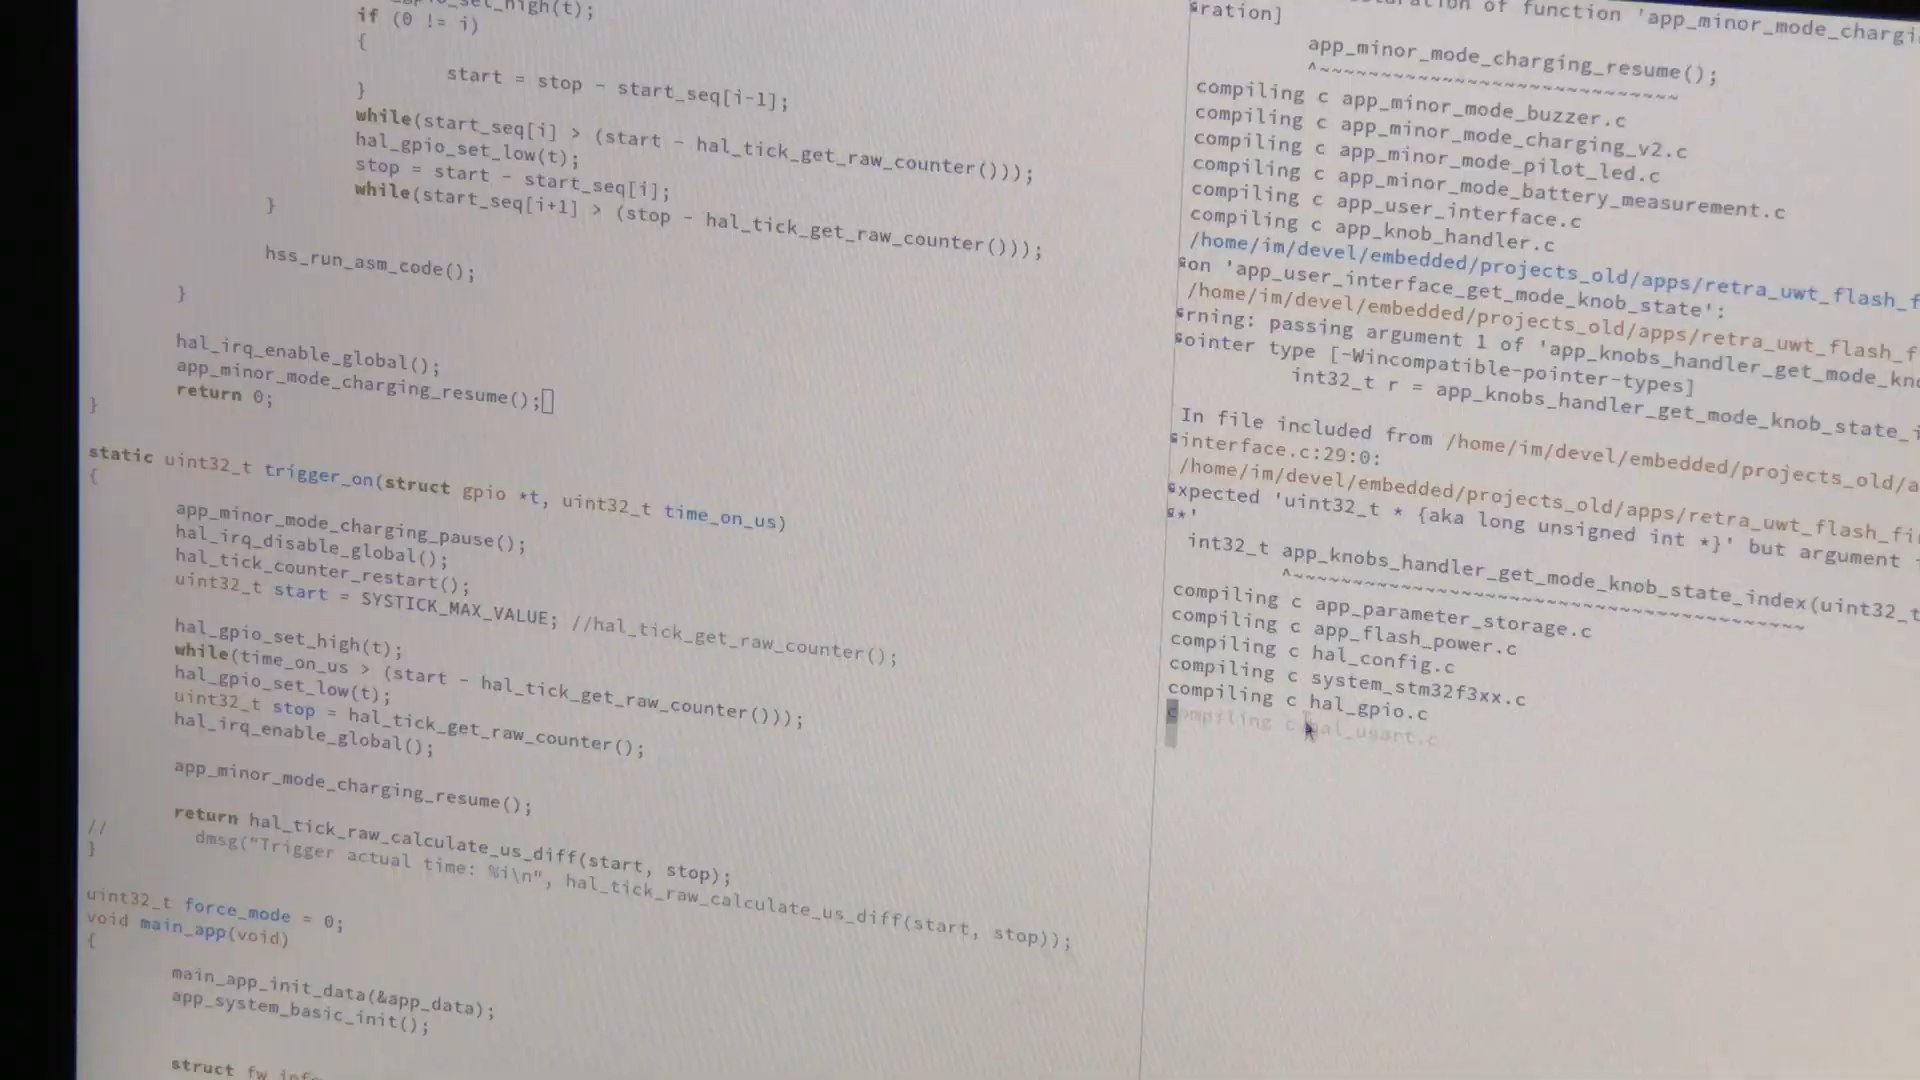 if (0 != i)
{
start = stop - start_seq[i-1];
}
while(start_seq[i] > (start - hal_tick_get_raw_counter()));
hal_gpio_set_low(t);
stop = start - start_seq[i];
while(start_seq[i+1] > (stop - hal_tick_get_raw_counter()));
}
hss_run_asm_code();
}
hal_irq_enable_global();
app_minor_mode_charging_resume();
return 0;
}
static uint32_t trigger_on(struct gpio *t, uint32_t time_on_us)
{
app_minor_mode_charging_pause();
hal_irq_disable_global();
hal_tick_counter_restart();
uint32_t start = SYSTICK_MAX_VALUE; //hal_tick_get_raw_counter();
hal_gpio_set_high(t);
while(time_on_us > (start - hal_tick_get_raw_counter()));
hal_gpio_set_low(t);
uint32_t stop = hal_tick_get_raw_counter();
hal_irq_enable_global();
app_minor_mode_charging_resume();
return hal_tick_raw_calculate_us_diff(start, stop);
// dmsg("Trigger actual time: %i\n", hal_tick_raw_calculate_us_diff(start, stop));
}
uint32_t force_mode = 0;
void main_app(void)
{
main_app_init_data(&app_data);
app_system_basic_init();
struct
of function 'app_minor_mode_chargi
ration]
app_minor_mode_charging_resume();
^~~~~~~~~~~~~~~~~~~~~~~~~~~~~~~
compiling c app_minor_mode_buzzer.c
compiling c app_minor_mode_charging_v2.c
compiling c app_minor_mode_pilot_led.c
compiling c app_minor_mode_battery_measurement.c
compiling c app_user_interface.c
compiling c app_knob_handler.c
/home/im/devel/embedded/projects_old/apps/retra_uwt_flash_f
on 'app_user_interface_get_mode_knob_state':
/home/im/devel/embedded/projects_old/apps/retra_uwt_flash_f
rning: passing argument 1 of 'app_knobs_handler_get_mode_kno
ointer type [-Wincompatible-pointer-types]
int32_t r = app_knobs_handler_get_mode_knob_state_i
In file included from /home/im/devel/embedded/projects_old/a
interface.c:29:0:
/home/im/devel/embedded/projects_old/apps/retra_uwt_flash_fi
xpected 'uint32_t * {aka long unsigned int *}' but argument
*'
int32_t app_knobs_handler_get_mode_knob_state_index(uint32_t
^~~~~~~~~~~~~~~~~~~~~~~~~~~~~~~~~~~~~~~~~~~
compiling c app_parameter_storage.c
compiling c app_flash_power.c
compiling c hal_config.c
compiling c system_stm32f3xx.c
compiling c hal_gpio.c
compiling c hal_usart.c